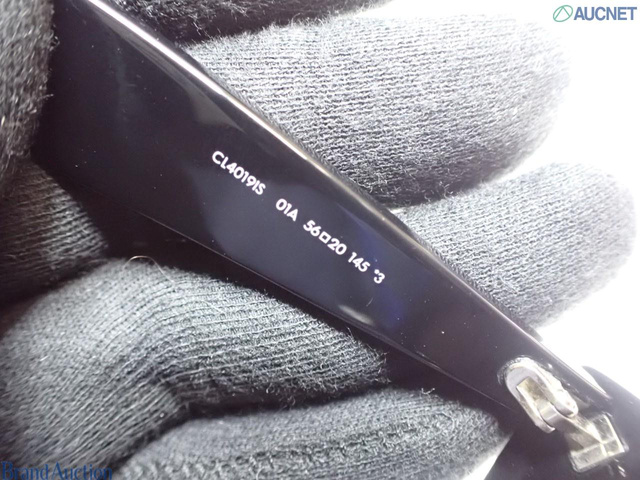 AUCNET
CL40191S 01A 56□20 145 *3
Brand Auction